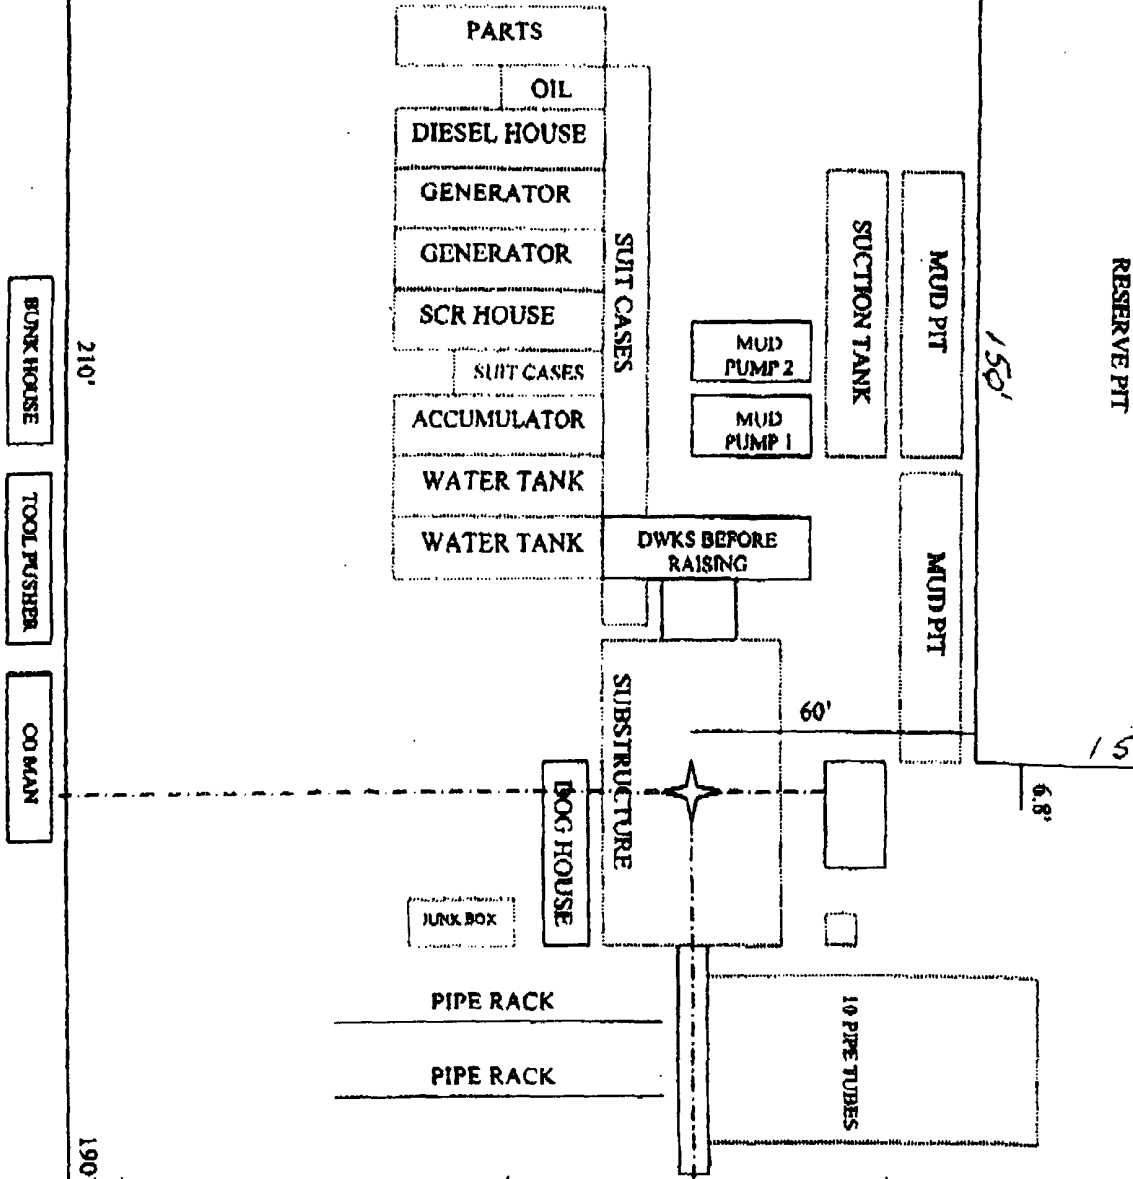 PARTS
OIL
DIESEL HOUSE
GENERATOR
GENERATOR
SCR HOUSE
SUIT CASES
ACCUMULATOR
WATER TANK
WATER TANK
SUIT CASES
MUD
PUMP 2
MUD
PUMP 1
DWKS BEFORE
RAISING
SUCTION TANK
MUD PIT
MUD PIT
150'
RESERVE PIT
210'
BUNK HOUSE
TOOL PUSHER
CO MAN
SUBSTRUCTURE
60'
15
6.8'
DOG HOUSE
JUNK BOX
PIPE RACK
PIPE RACK
10 PIPE TUBES
190'